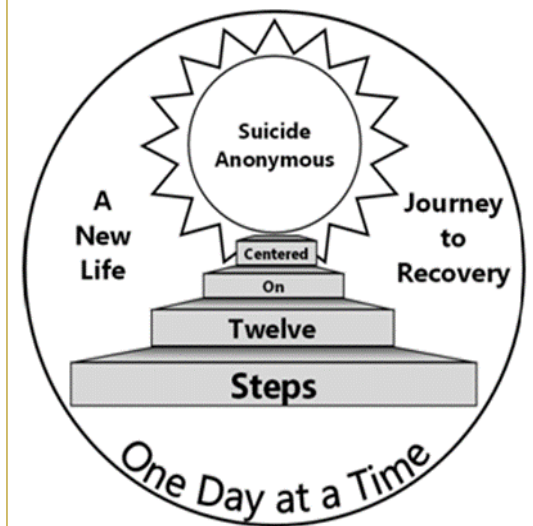 Suicide
Anonymous
A
New
Life
Journey
to
Recovery
Centered
On
Twelve
Steps
One Day at a Time